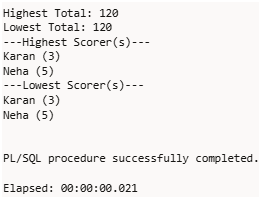 Highest Total: 120
Lowest Total: 120
---Highest Scorer(s)---
Karan (3)
Neha (5)
---Lowest Scorer(s)---
Karan (3)
Neha (5)
PL/SQL procedure successfully completed.
Elapsed: 00:00:00.021